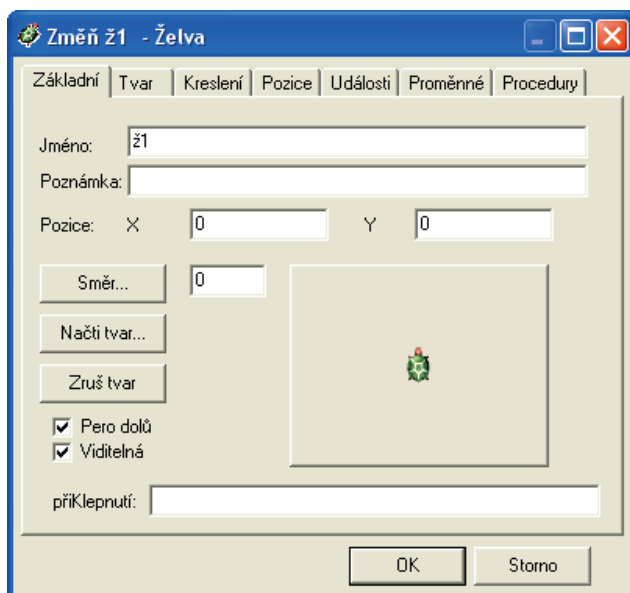 Změň ž1 - Želva
Základní Tvar Kreslení Pozice Události Proměnné Procedury
Jméno: ž1
Poznámka:
Pozice: X 0 Y 0
Směr... 0
Načti tvar...
Zruš tvar
Pero dolů
Viditelná
přiKlepnutí:
OK Storno